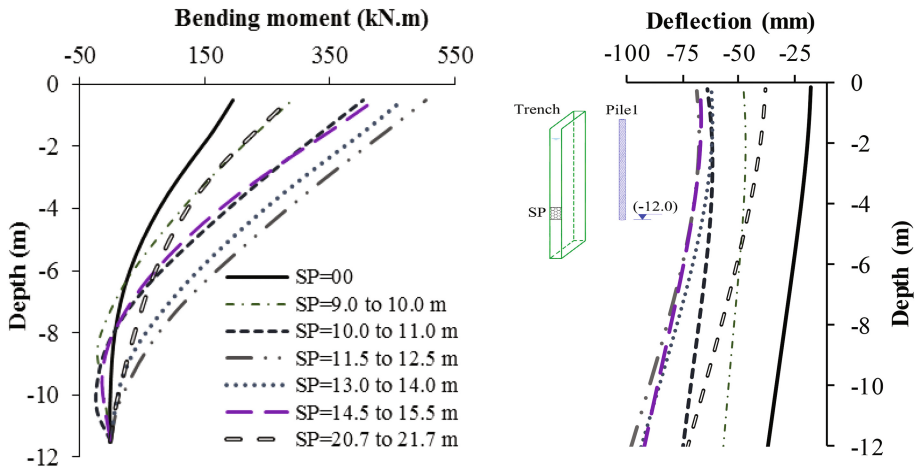 Bending moment (kN.m)
-50 150 350 550
0
-2
-4
-6
-8
-10
-12
Depth (m)
SP=00
SP=9.0 to 10.0 m
SP=10.0 to 11.0 m
SP=11.5 to 12.5 m
SP=13.0 to 14.0 m
SP=14.5 to 15.5 m
SP=20.7 to 21.7 m
Deflection (mm)
-100 -75 -50 -25
0
-2
-4
-6
-8
-10
-12
Depth (m)
Trench Pile1
SP
(-12.0)